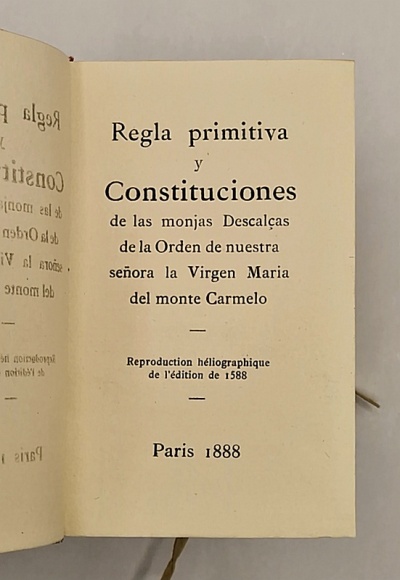 Regla primitiva
y
Constituciones
de las monjas Descalças
de la Orden de nuestra
señora la Virgen Maria
del monte Carmelo
Reproduction héliographique
de l'édition de 1588
Paris 1888